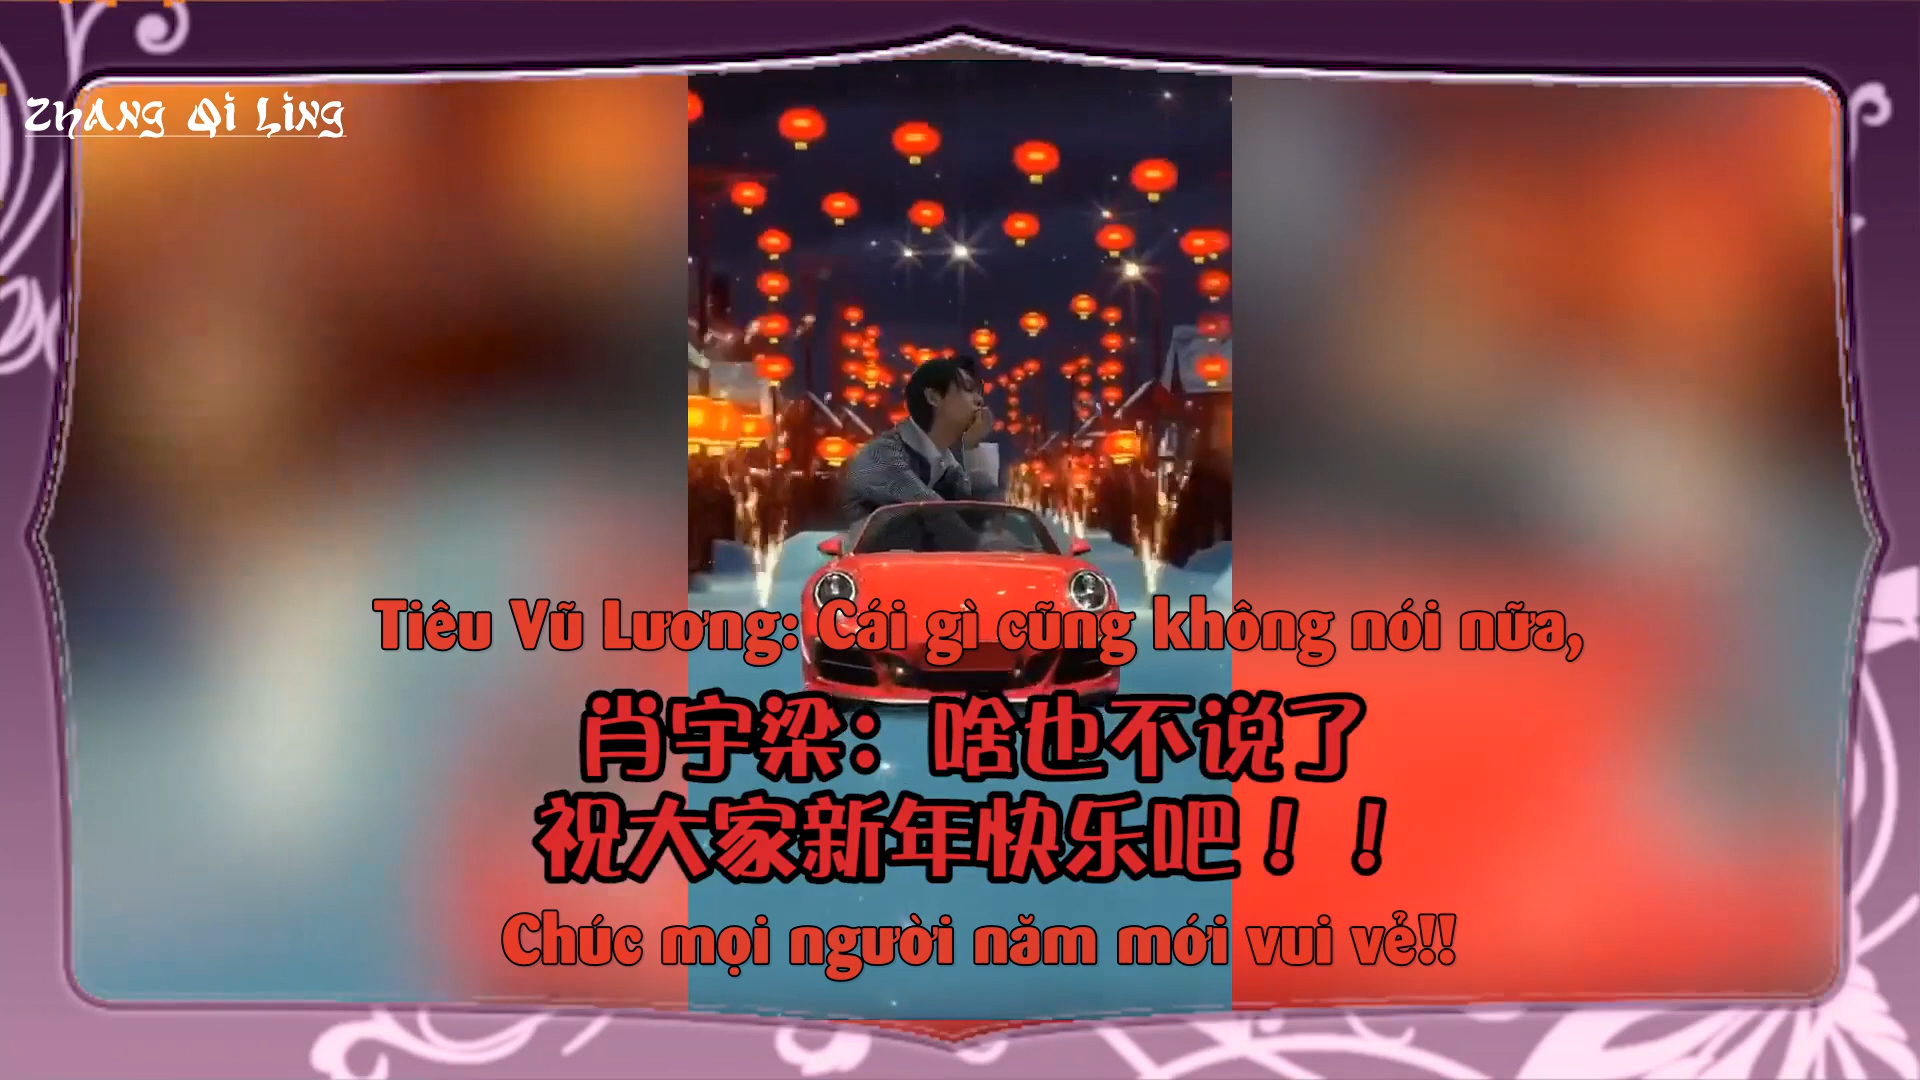 Zhang Qi Ling
Tiêu Vũ Lương: Cái gì cũng không nói nữa,
肖宇梁：啥也不说了
祝大家新年快乐吧！！
Chúc mọi người năm mới vui vẻ!!